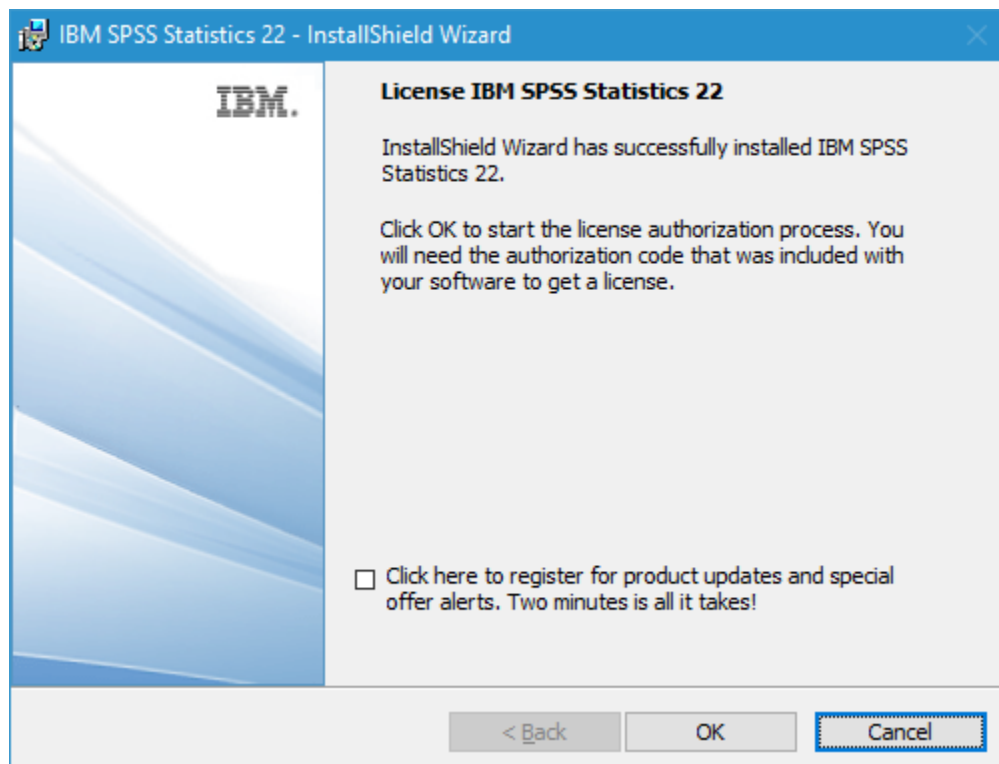 IBM SPSS Statistics 22 - InstallShield Wizard
IBM.
License IBM SPSS Statistics 22
InstallShield Wizard has successfully installed IBM SPSS
Statistics 22.
Click OK to start the license authorization process. You
will need the authorization code that was included with
your software to get a license.
Click here to register for product updates and special
offer alerts. Two minutes is all it takes!
< Back
OK
Cancel